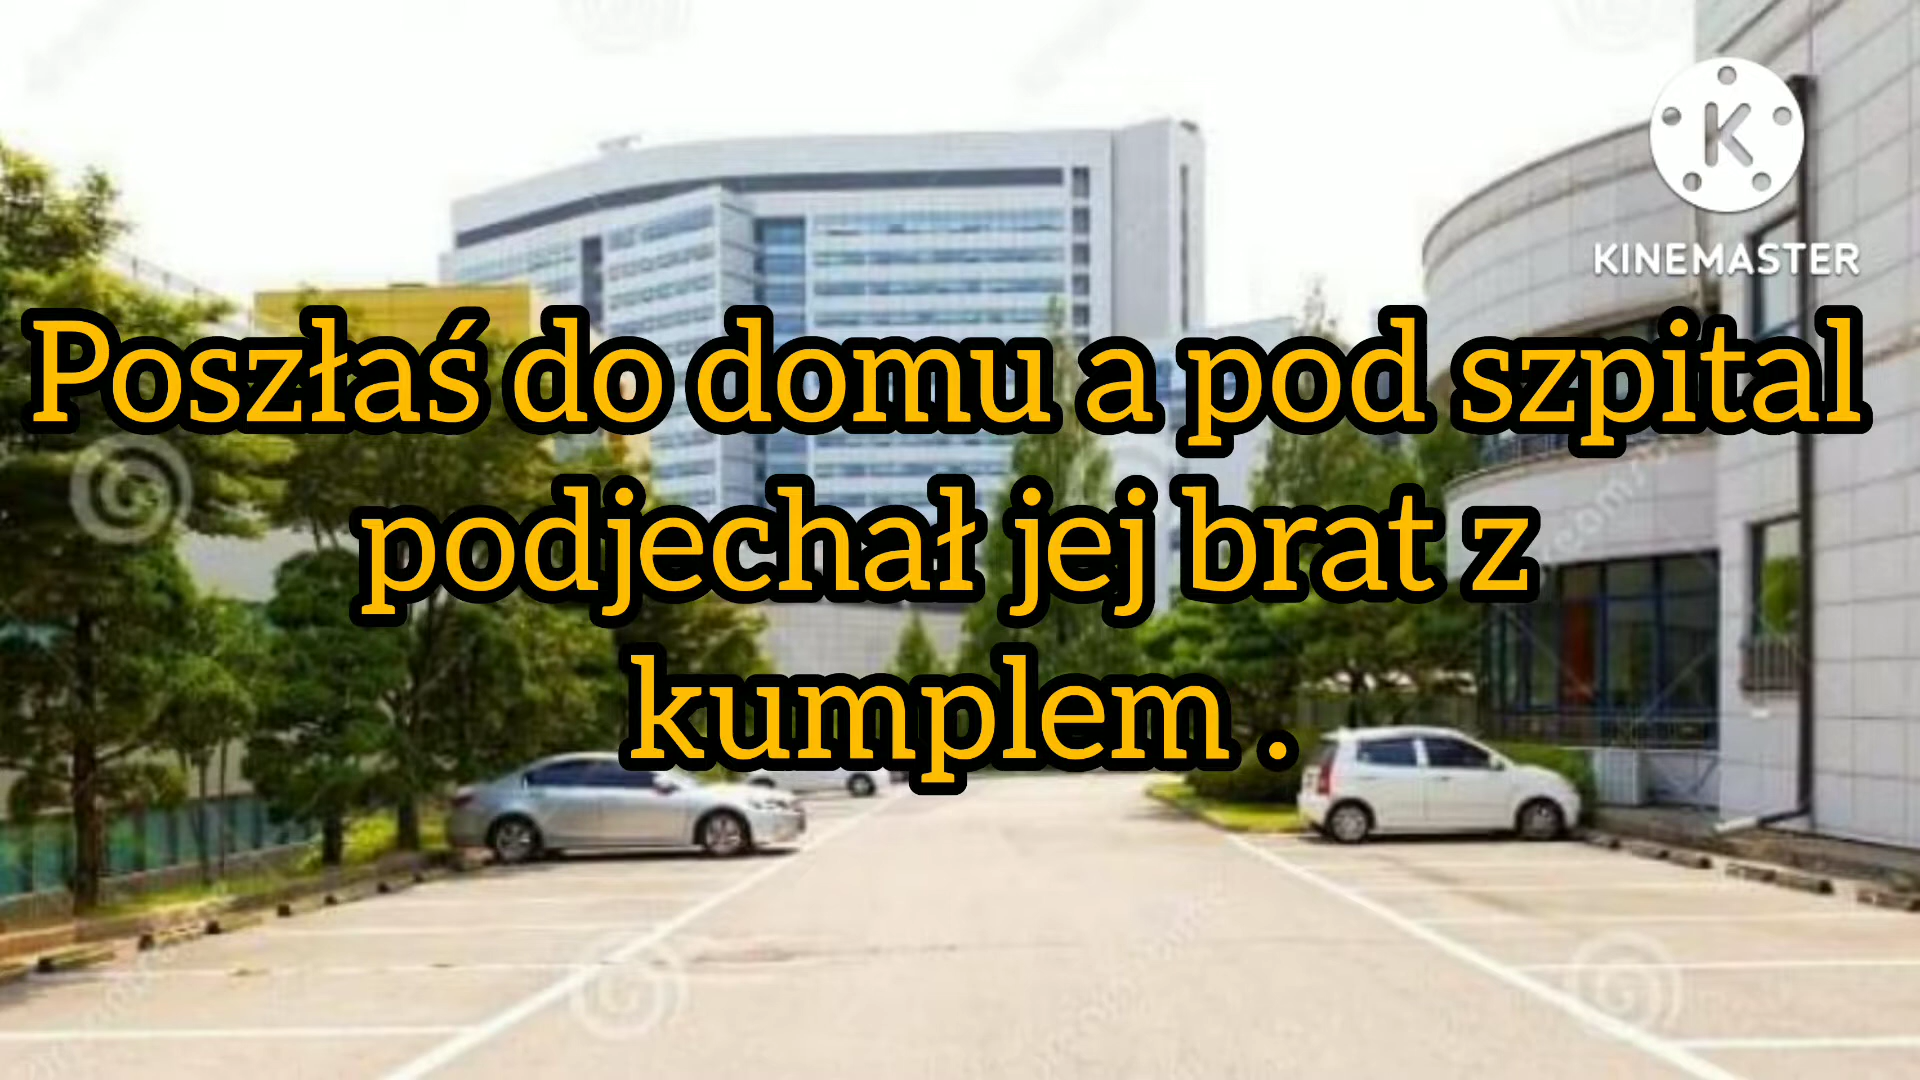 KINEMASTER
Poszłaś do domu a pod szpital
podjechał jej brat z
kumplem .